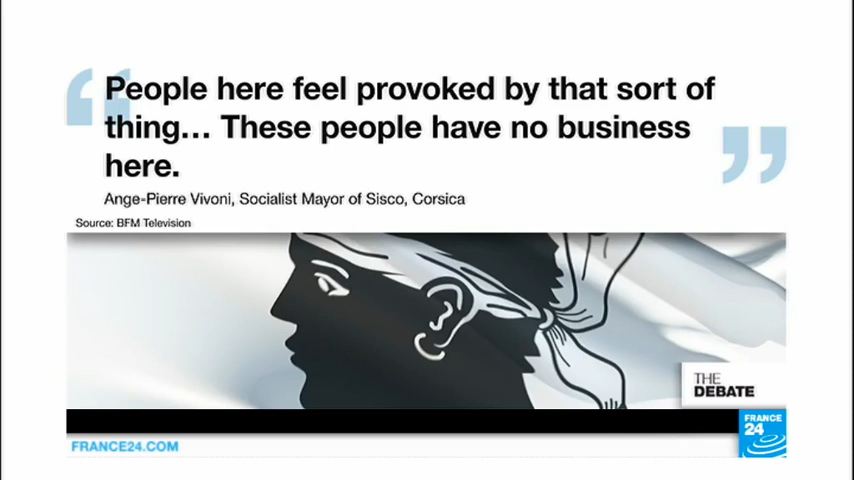 People here feel provoked by that sort of
thing... These people have no business
here.
Ange-Pierre Vivoni, Socialist Mayor of Sisco, Corsica
Source: BFM Television
THE
DEBATE
FRANCE
24
FRANCE24.COM